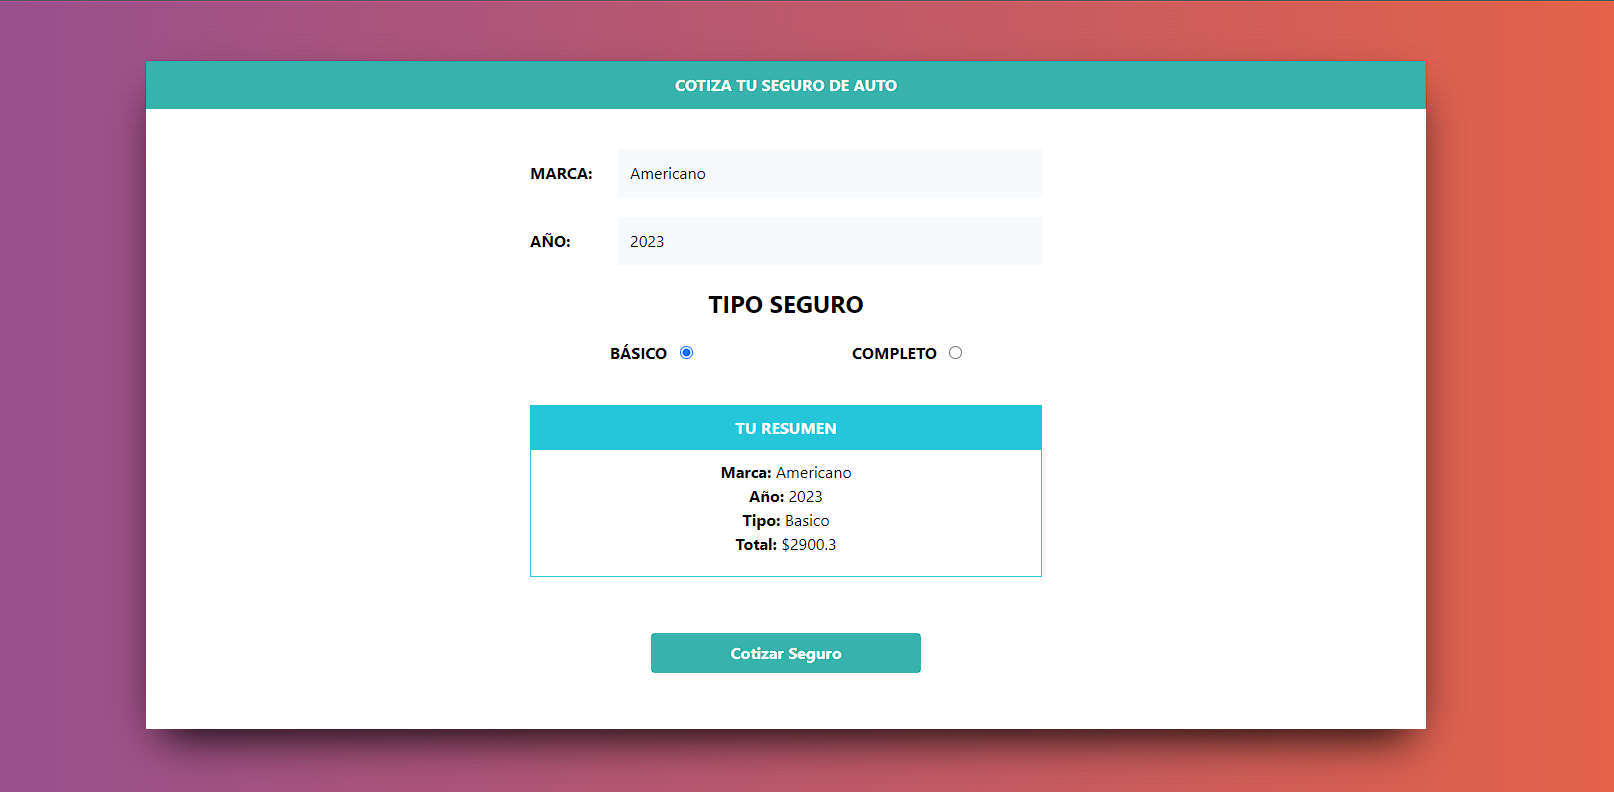 COTIZA TU SEGURO DE AUTO
MARCA: Americano
AÑO: 2023
TIPO SEGURO
BÁSICO COMPLETO
TU RESUMEN
Marca: Americano
Año: 2023
Tipo: Basico
Total: $2900.3
Cotizar Seguro